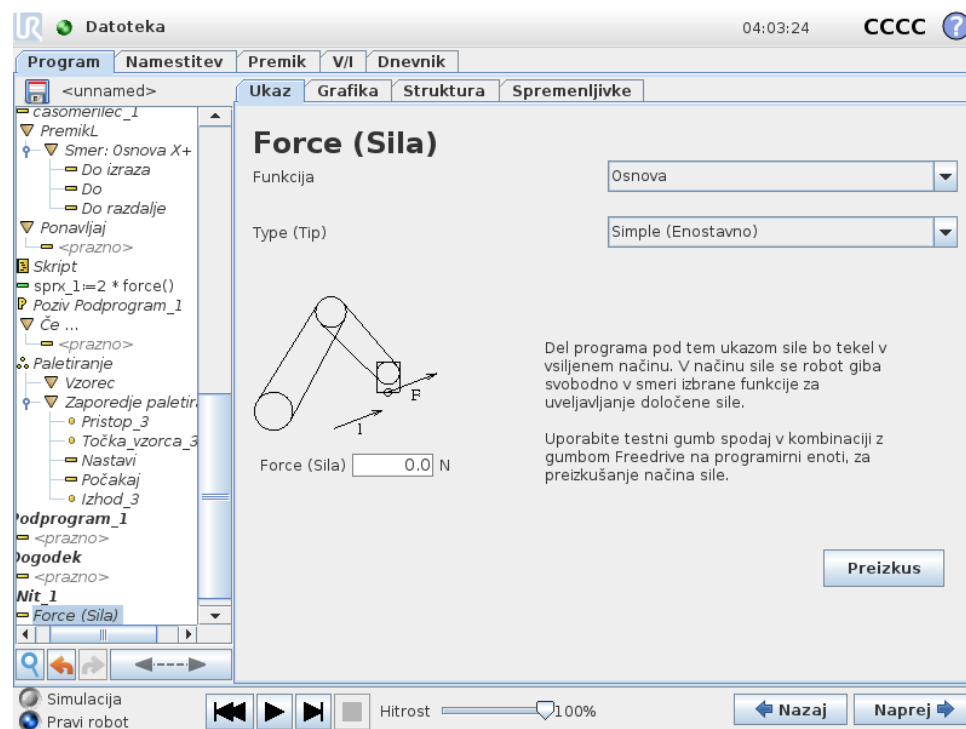 UR Datoteka 04:03:24 CCCC ?
Program Namestitev Premik V/I Dnevnik
<unnamed>
Ukaz Grafika Struktura Spremenljivke
casomerilec_1
PremikL
Smer: Osnova X+
Do izraza
Do
Do razdalje
Ponavljaj
<prazno>
Skript
sprx_1:=2 * force()
P Poziv Podprogram_1
Če ...
<prazno>
Paletiranje
Vzorec
Zaporedje paletir
Pristop_3
Točka_vzorca_3
Nastavi
Počakaj
Izhod_3
Podprogram_1
<prazno>
Dogodek
<prazno>
Nit_1
Force (Sila)
Force (Sila)
Funkcija Osnova
Type (Tip) Simple (Enostavno)
F
1
Force (Sila) 0.0 N
Del programa pod tem ukazom sile bo tekel v
vsiljenem načinu. V načinu sile se robot giba
svobodno v smeri izbrane funkcije za
uveljavljanje določene sile.
Uporabite testni gumb spodaj v kombinaciji z
gumbom Freedrive na programirni enoti, za
preizkušanje načina sile.
Preizkus
Simulacija
Pravi robot
Hitrost 100%
Nazaj Naprej